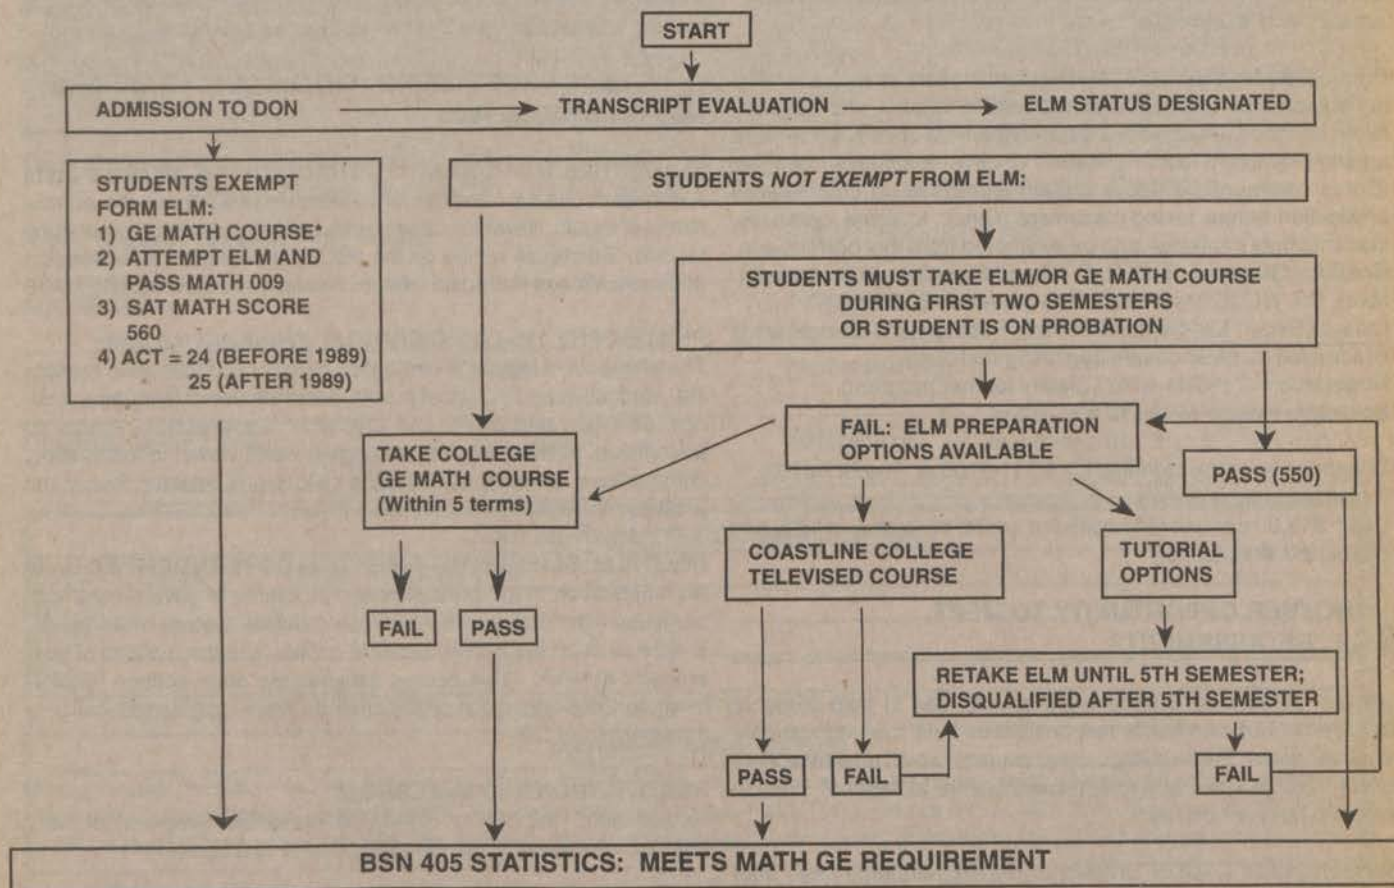 START
ADMISSION TO DON TRANSCRIPT EVALUATION ELM STATUS DESIGNATED
STUDENTS EXEMPT
FORM ELM:
1) GE MATH COURSE*
2) ATTEMPT ELM AND
PASS MATH 009
3) SAT MATH SCORE
560
4) ACT = 24 (BEFORE 1989)
25 (AFTER 1989)
STUDENTS NOT EXEMPT FROM ELM:
STUDENTS MUST TAKE ELM/OR GE MATH COURSE
DURING FIRST TWO SEMESTERS
OR STUDENT IS ON PROBATION
TAKE COLLEGE
GE MATH COURSE
(Within 5 terms)
FAIL: ELM PREPARATION
OPTIONS AVAILABLE
PASS (550)
COASTLINE COLLEGE
TELEVISED COURSE
TUTORIAL
OPTIONS
FAIL
PASS
RETAKE ELM UNTIL 5TH SEMESTER;
DISQUALIFIED AFTER 5TH SEMESTER
PASS
FAIL
FAIL
BSN 405 STATISTICS: MEETS MATH GE REQUIREMENT